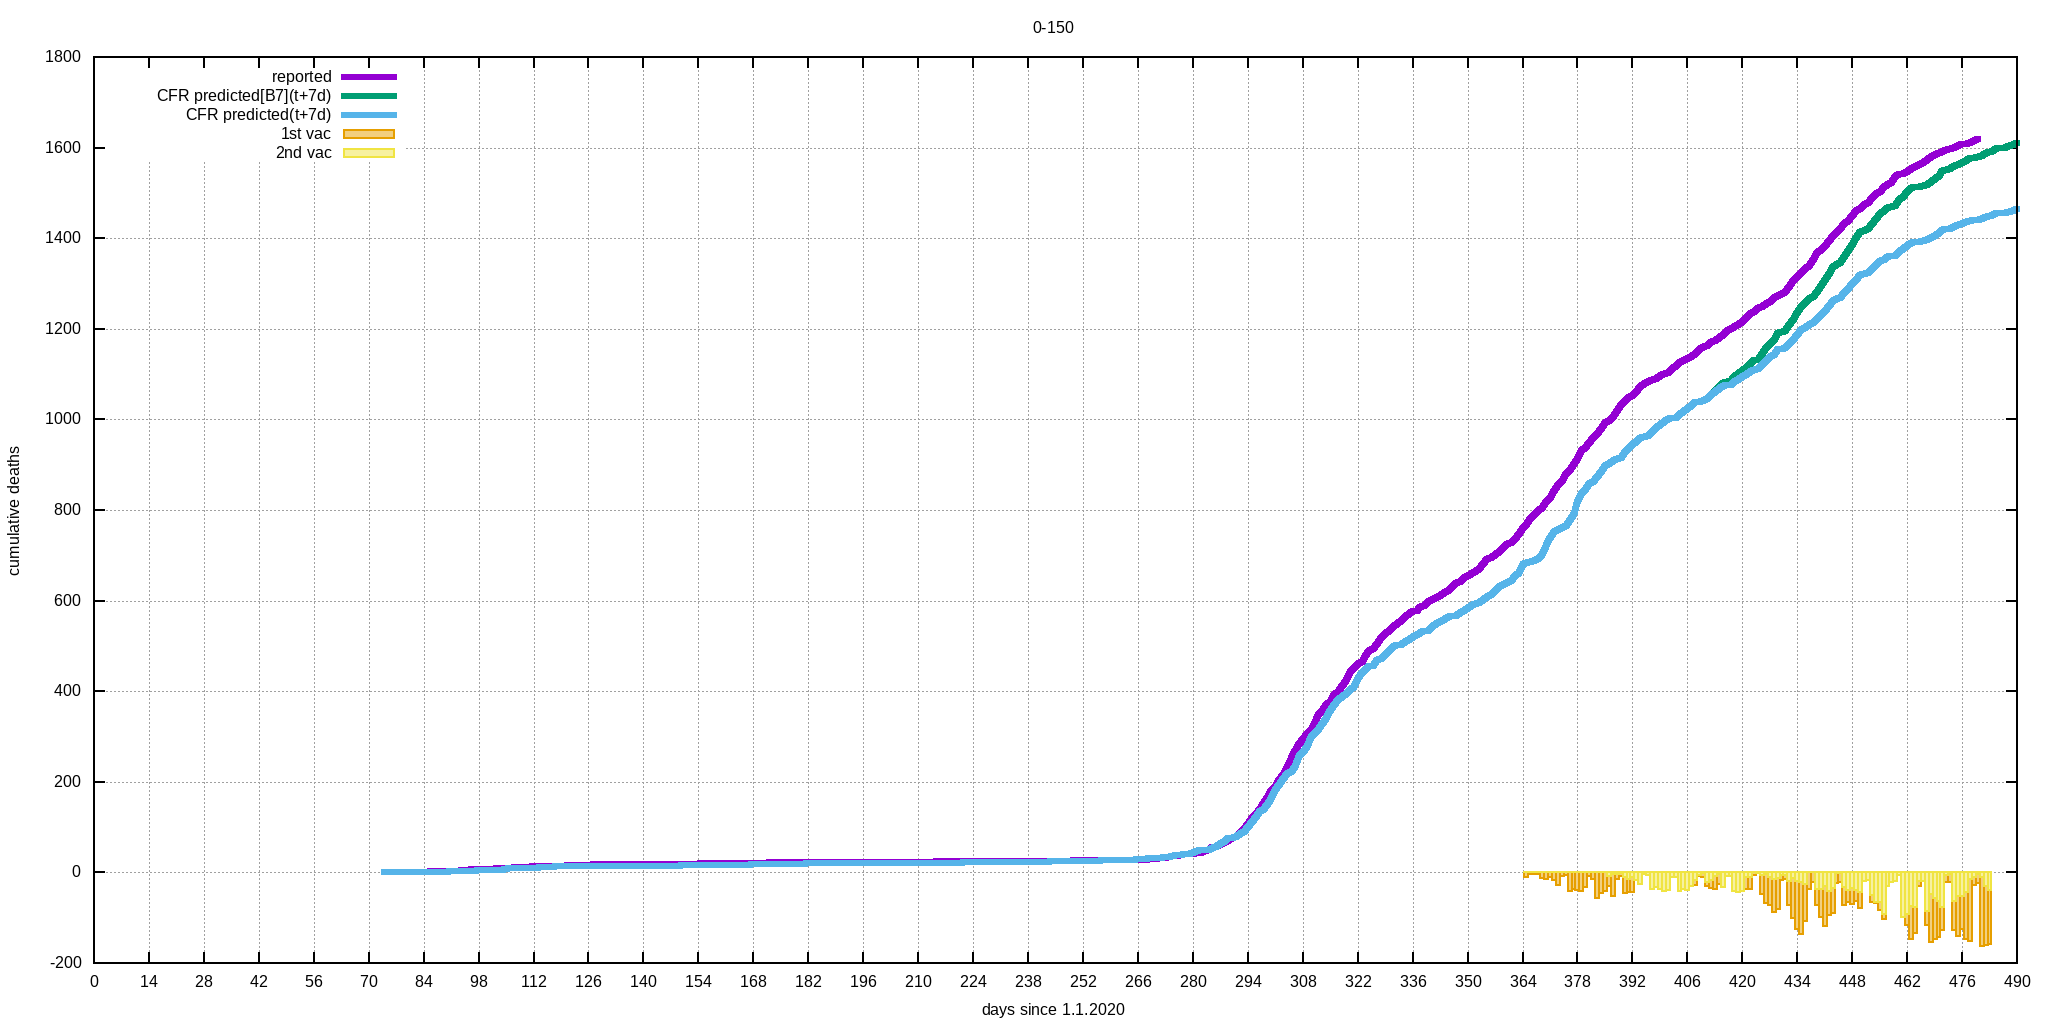 0-150
reported
CFR predicted[B7](t+7d)
CFR predicted(t+7d)
1st vac
2nd vac
1800
1600
1400
1200
1000
800
600
400
200
0
-200
cumulative deaths
0 14 28 42 56 70 84 98 112 126 140 154 168 182 196 210 224 238 252 266 280 294 308 322 336 350 364 378 392 406 420 434 448 462 476 490
days since 1.1.2020